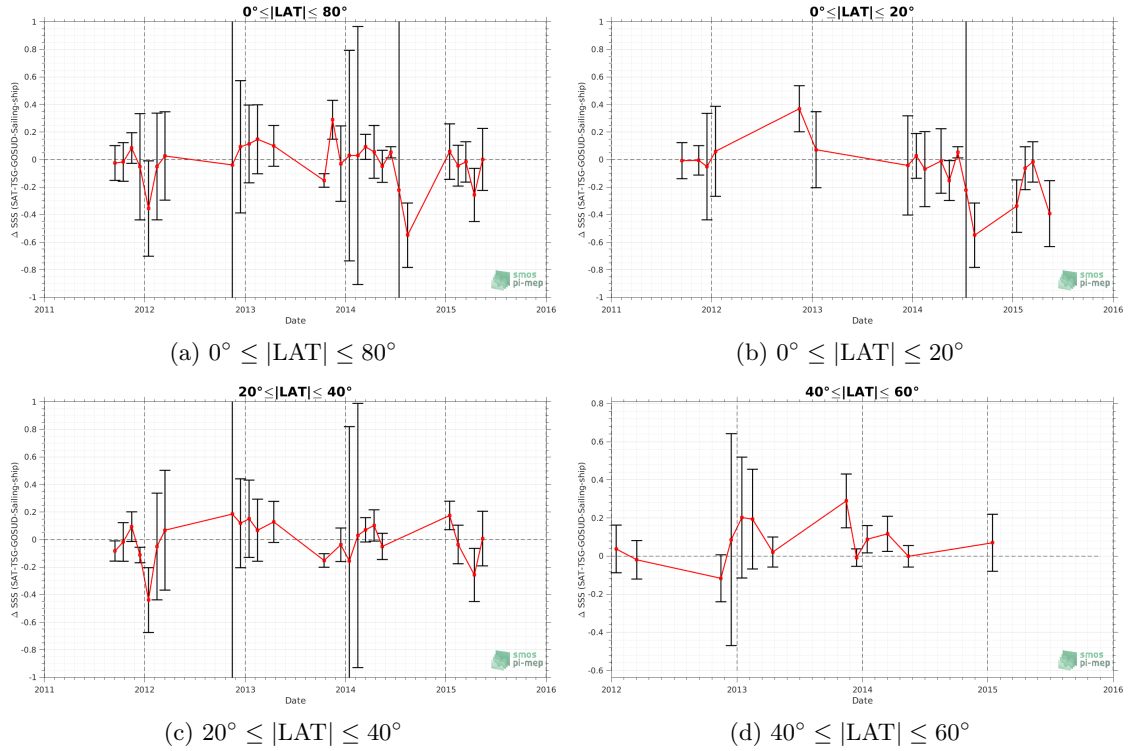 0°≤|LAT|≤ 80°
Δ SSS (SAT-TSG-GOSUD-Sailing-ship)
1
0.8
0.6
0.4
0.2
0
-0.2
-0.4
-0.6
-0.8
-1
2011 2012 2013 2014 2015 2016
Date
smos
pi-mep
(a) 0° ≤ |LAT| ≤ 80°
0°≤|LAT|≤ 20°
Δ SSS (SAT-TSG-GOSUD-Sailing-ship)
1
0.8
0.6
0.4
0.2
0
-0.2
-0.4
-0.6
-0.8
-1
2011 2012 2013 2014 2015 2016
Date
smos
pi-mep
(b) 0° ≤ |LAT| ≤ 20°
20°≤|LAT|≤ 40°
Δ SSS (SAT-TSG-GOSUD-Sailing-ship)
1
0.8
0.6
0.4
0.2
0
-0.2
-0.4
-0.6
-0.8
-1
2011 2012 2013 2014 2015 2016
Date
smos
pi-mep
(c) 20° ≤ |LAT| ≤ 40°
40°≤|LAT|≤ 60°
Δ SSS (SAT-TSG-GOSUD-Sailing-ship)
0.8
0.6
0.4
0.2
0
-0.2
-0.4
-0.6
2012 2013 2014 2015 2016
Date
smos
pi-mep
(d) 40° ≤ |LAT| ≤ 60°